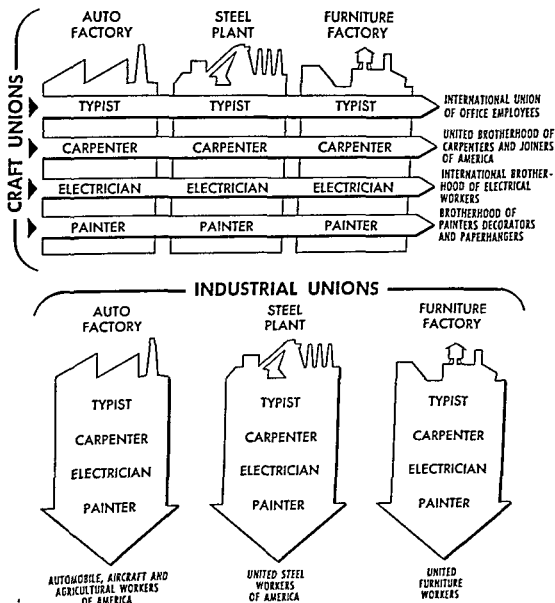 AUTO FACTORY
STEEL PLANT
FURNITURE FACTORY
CRAFT UNIONS
TYPIST TYPIST TYPIST
INTERNATIONAL UNION
OF OFFICE EMPLOYEES
CARPENTER CARPENTER CARPENTER
UNITED BROTHERHOOD OF
CARPENTERS AND JOINERS
OF AMERICA
ELECTRICIAN ELECTRICIAN ELECTRICIAN
INTERNATIONAL BROTHER-
HOOD OF ELECTRICAL
WORKERS
PAINTER PAINTER PAINTER
BROTHERHOOD OF
PAINTERS DECORATORS
AND PAPERHANGERS
INDUSTRIAL UNIONS
AUTO
FACTORY
STEEL
PLANT
FURNITURE
FACTORY
TYPIST TYPIST TYPIST
CARPENTER CARPENTER CARPENTER
ELECTRICIAN ELECTRICIAN ELECTRICIAN
PAINTER PAINTER PAINTER
AUTOMOBILE, AIRCRAFT AND
AGRICULTURAL WORKERS
OF AMERICA
UNITED STEEL
WORKERS
OF AMERICA
UNITED
FURNITURE
WORKERS